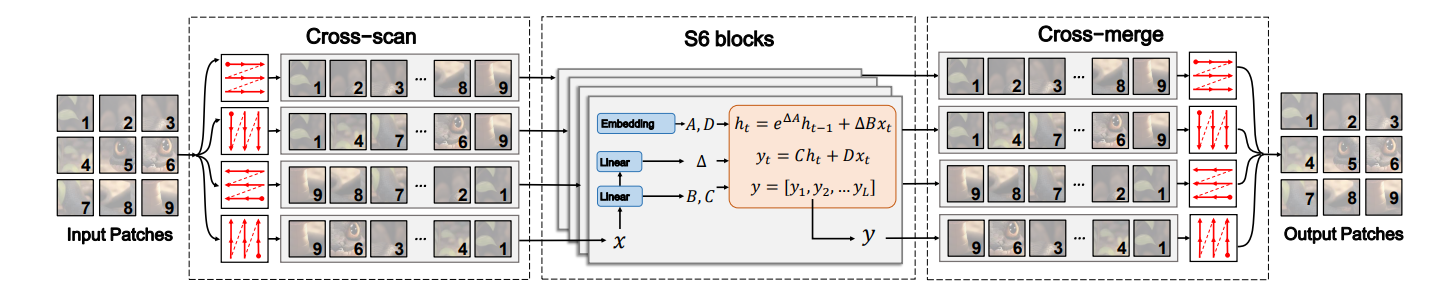 Cross-scan
S6 blocks
Cross-merge
1 2 3
4 5 6
7 8 9
Input Patches
1 2 3 ... 8 9
1 4 7 ... 6 9
9 8 7 ... 2 1
9 6 3 ... 4 1
Embedding
A, D
Linear
Δ
Linear
B, C
x
h_t = e^{ΔA}h_{t−1} + ΔBx_t
y_t = Ch_t + Dx_t
y = [y_1, y_2, ... y_L]
y
1 2 3 ... 8 9
1 4 7 ... 6 9
9 8 7 ... 2 1
9 6 3 ... 4 1
1 2 3
4 5 6
7 8 9
Output Patches